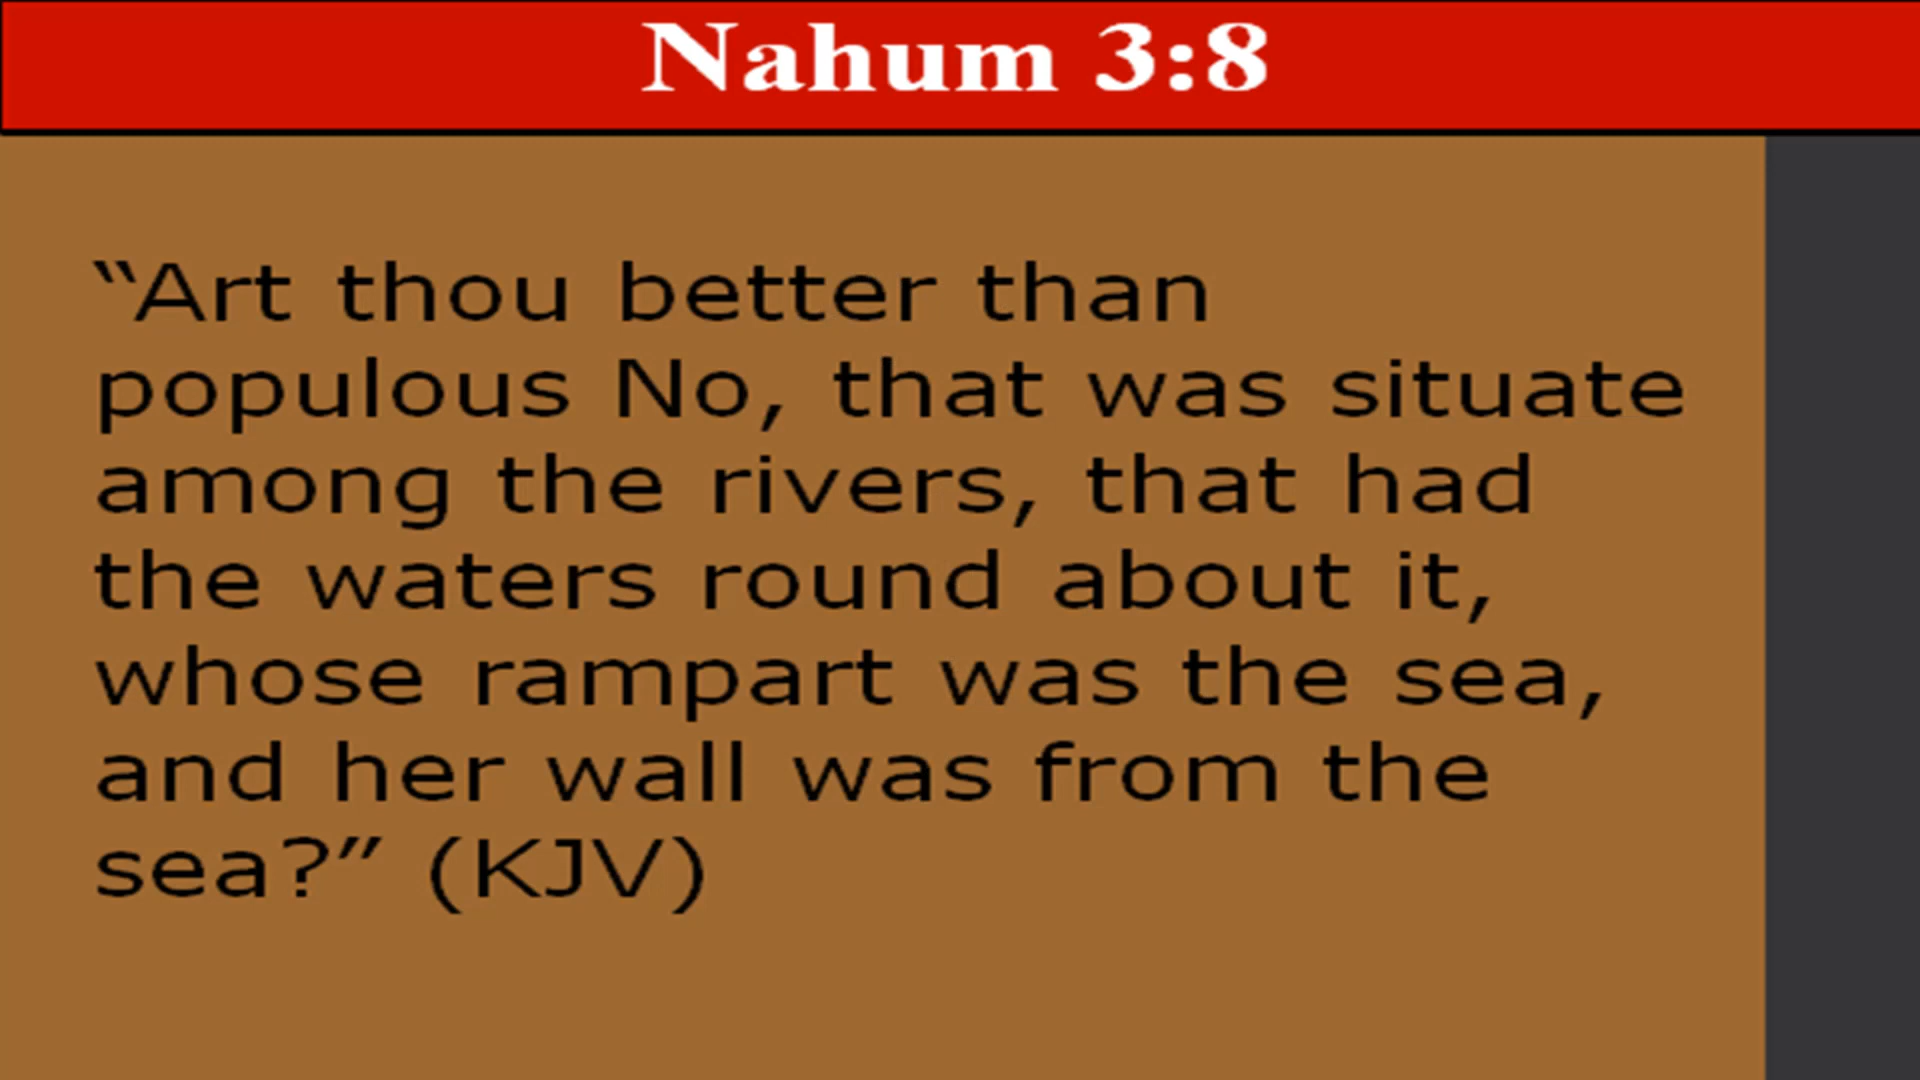 Nahum 3:8
“Art thou better than
populous No, that was situate
among the rivers, that had
the waters round about it,
whose rampart was the sea,
and her wall was from the
sea?” (KJV)